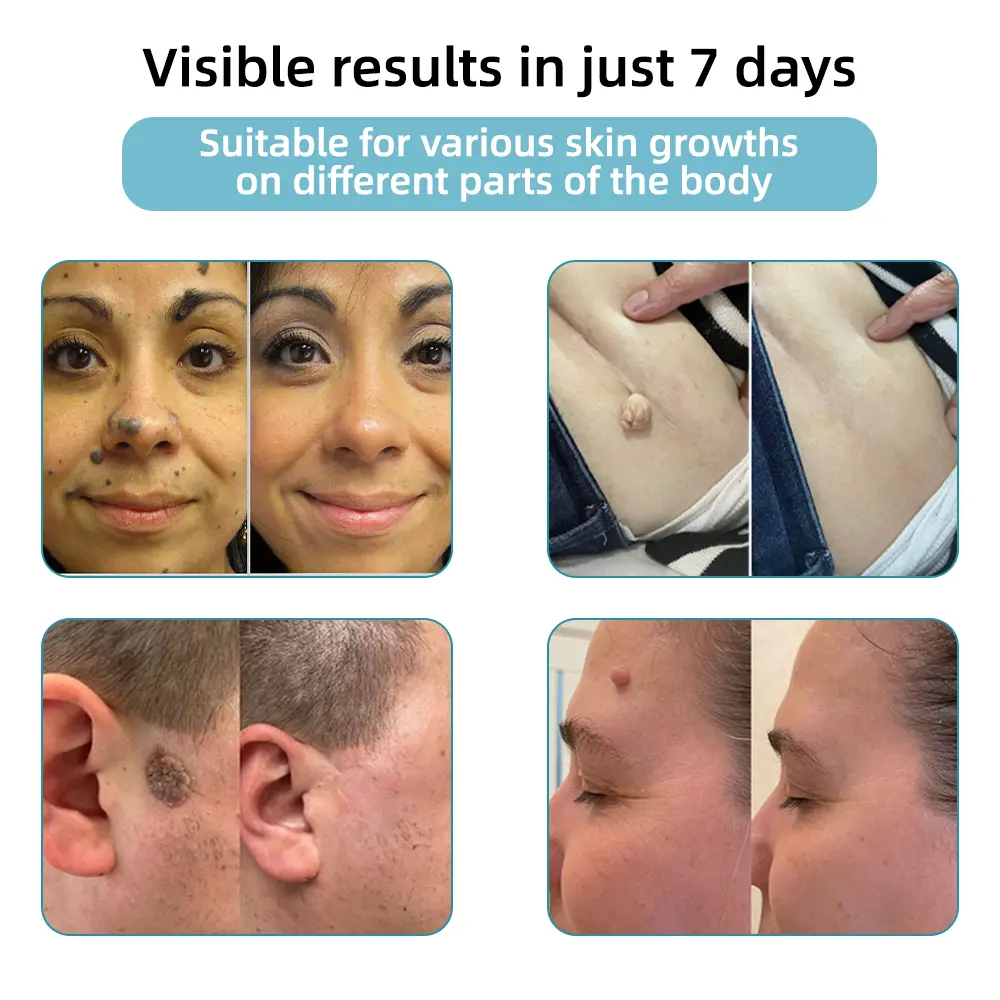 Visible results in just 7 days
Suitable for various skin growths
on different parts of the body